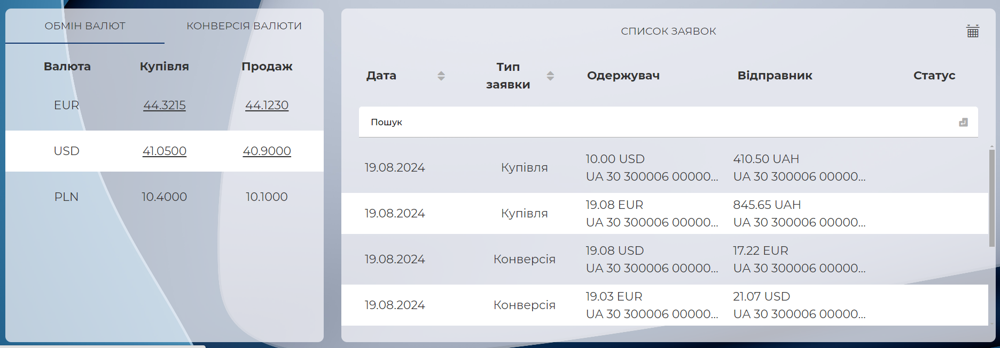 ОБМІН ВАЛЮТ КОНВЕРСІЯ ВАЛЮТИ
Валюта Купівля Продаж
EUR 44.3215 44.1230
USD 41.0500 40.9000
PLN 10.4000 10.1000
СПИСОК ЗАЯВОК
Дата Тип заявки Одержувач Відправник Статус
Пошук
19.08.2024 Купівля 10.00 USD 410.50 UAH
UA 30 300006 00000... UA 30 300006 00000...
19.08.2024 Купівля 19.08 EUR 845.65 UAH
UA 30 300006 00000... UA 30 300006 00000...
19.08.2024 Конверсія 19.08 USD 17.22 EUR
UA 30 300006 00000... UA 30 300006 00000...
19.08.2024 Конверсія 19.03 EUR 21.07 USD
UA 30 300006 00000... UA 30 300006 00000...